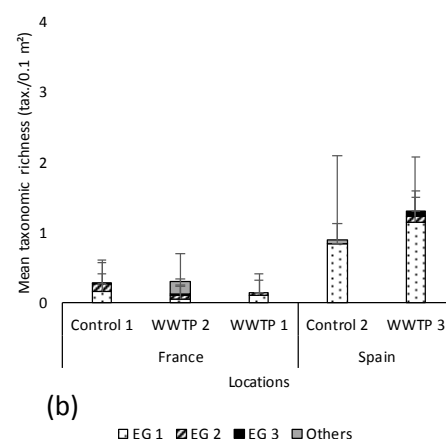 Mean taxonomic richness (tax./0.1 m²)
4
3
2
1
0
Control 1 WWTP 2 WWTP 1 Control 2 WWTP 3
France Spain
Locations
(b)
EG 1 EG 2 EG 3 Others